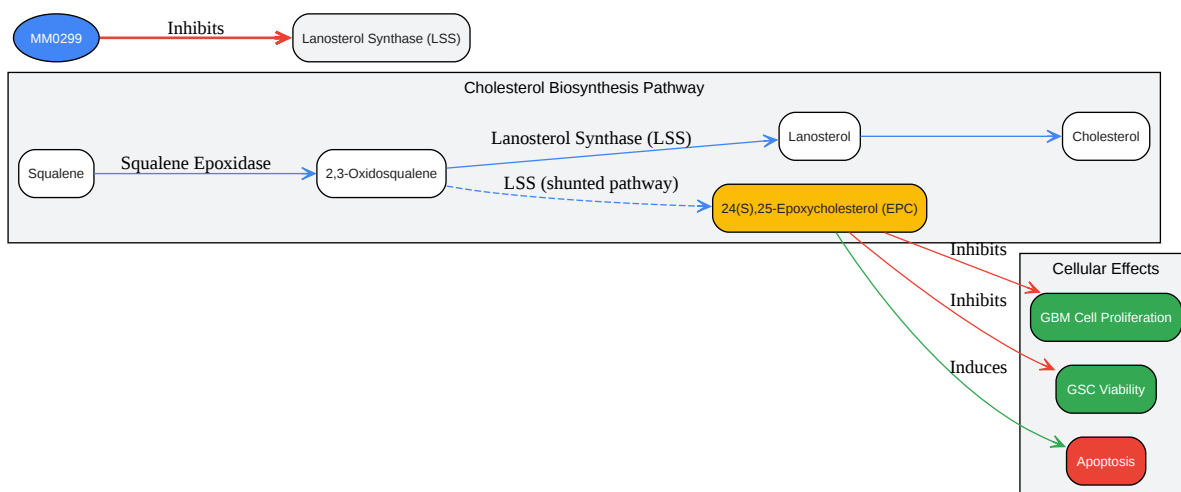 MM0299
Inhibits
Lanosterol Synthase (LSS)
Cholesterol Biosynthesis Pathway
Squalene
Squalene Epoxidase
2,3-Oxidosqualene
Lanosterol Synthase (LSS)
Lanosterol
Cholesterol
LSS (shunted pathway)
24(S),25-Epoxycholesterol (EPC)
Inhibits
Inhibits
Induces
Cellular Effects
GBM Cell Proliferation
GSC Viability
Apoptosis